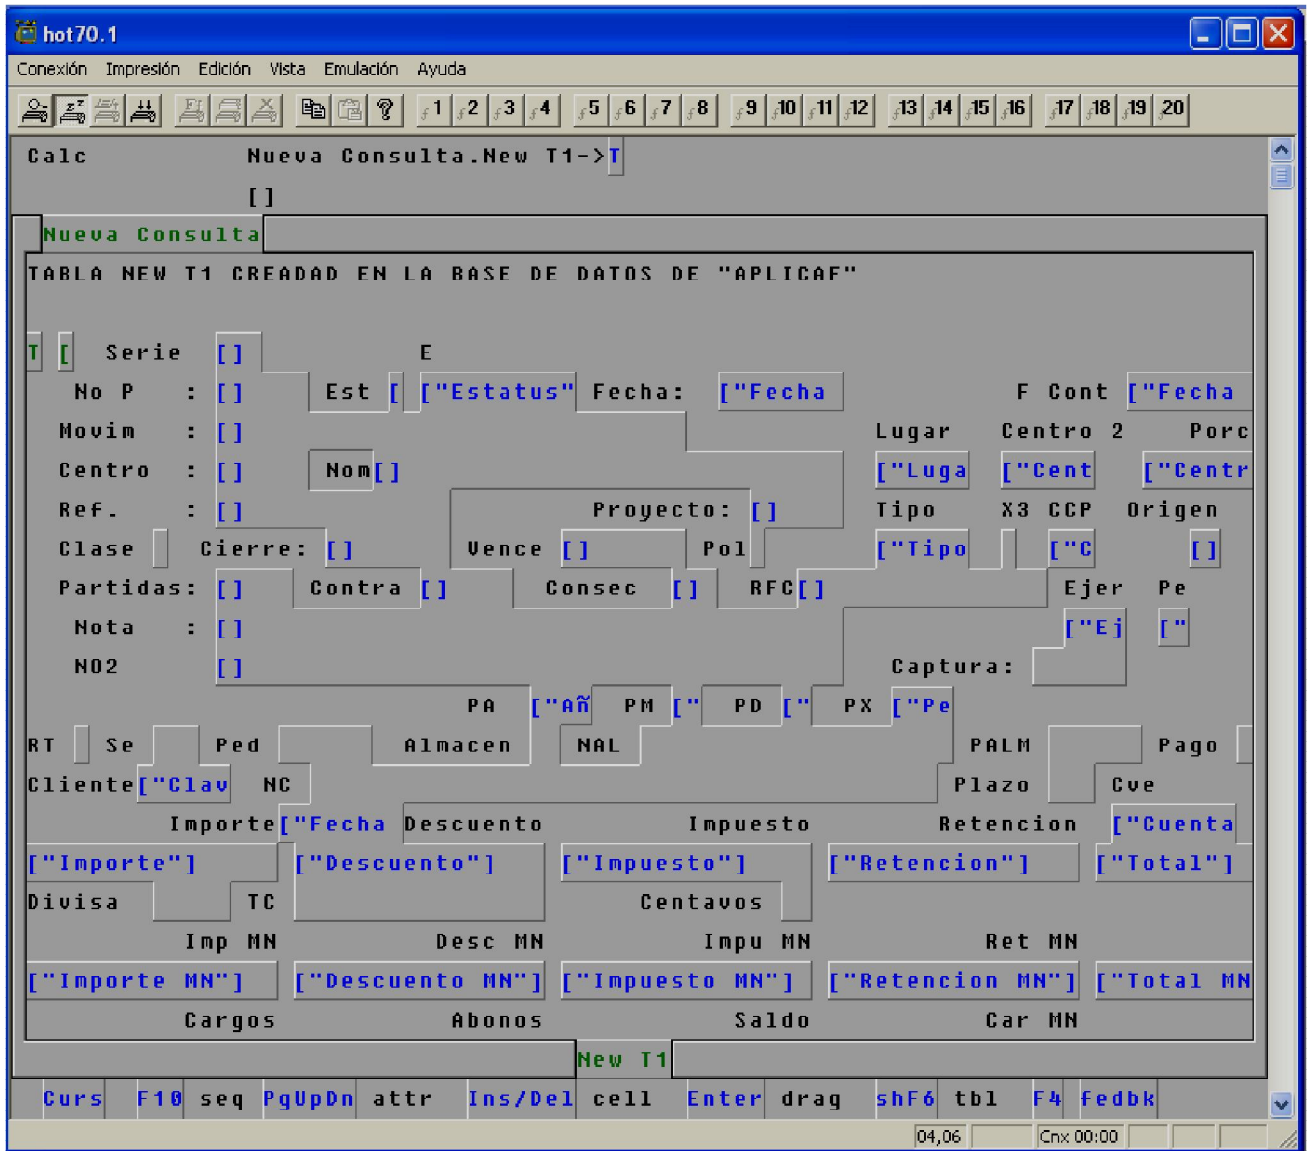 hot70.1
Conexión Impresión Edición Vista Emulación Ayuda
1 2 3 4 5 6 7 8 9 10 11 12 13 14 15 16 17 18 19 20
Calc Nueva Consulta.New T1->T
[]
Nueva Consulta
TABLA NEW T1 CREADAD EN LA BASE DE DATOS DE "APLICAF"
T [ Serie [] E
No P : [] Est [ ["Estatus" Fecha: ["Fecha F Cont ["Fecha
Movim : [] Lugar Centro 2 Porc
Centro : [] Nom[] ["Luga ["Cent ["Centr
Ref. : [] Proyecto: [] Tipo X3 CCP Origen
Clase Cierre: [] Vence [] Pol ["Tipo ["C []
Partidas: [] Contra [] Consec [] RFC[] Ejer Pe
Nota : [] ["Ej ["
NO2 [] Captura:
PA ["Añ PM [" PD [" PX ["Pe
RT Se Ped Almacen NAL PALM Pago
Cliente["Clav NC Plazo Cve
Importe["Fecha Descuento Impuesto Retencion ["Cuenta
["Importe"] ["Descuento"] ["Impuesto"] ["Retencion"] ["Total"]
Divisa TC Centavos
Imp MN Desc MN Impu MN Ret MN
["Importe MN"] ["Descuento MN"] ["Impuesto MN"] ["Retencion MN"] ["Total MN
Cargos Abonos Saldo Car MN
New T1
Curs F10 seq PgUpDn attr Ins/Del cell Enter drag shF6 tbl F4 fedbk
04,06 Cnx 00:00